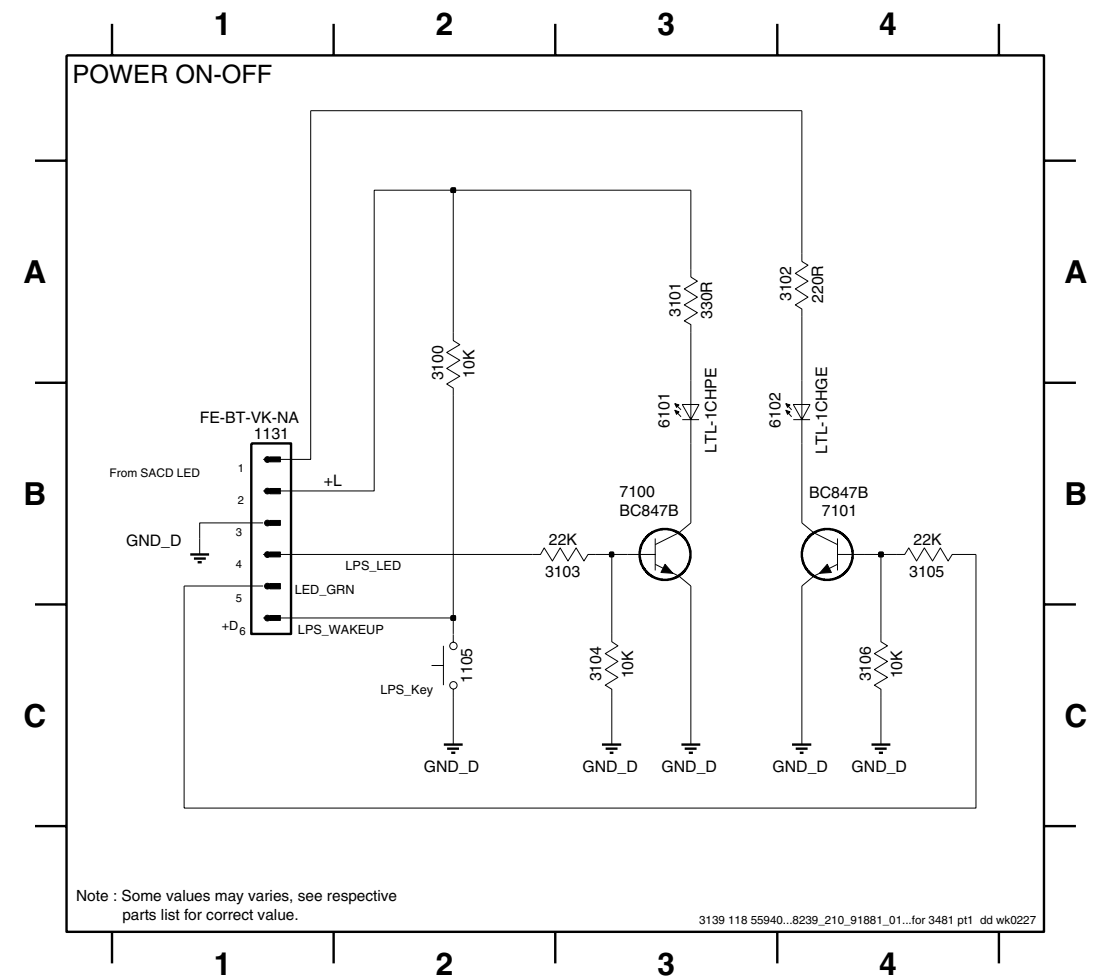 1 2 3 4
POWER ON-OFF
A A
3101
330R
3102
220R
3100
10K
6101
LTL-1CHPE
6102
LTL-1CHGE
FE-BT-VK-NA
1131
From SACD LED
1
+L
2
B B
7100
BC847B
BC847B
7101
GND_D
3
22K
3103
22K
3105
4
LPS_LED
LED_GRN
5
+D
6
LPS_WAKEUP
1105
LPS_Key
3104
10K
3106
10K
C C
GND_D
GND_D
GND_D
GND_D
GND_D
Note : Some values may varies, see respective
parts list for correct value.
3139 118 55940...8239_210_91881_01...for 3481 pt1 dd wk0227
1 2 3 4